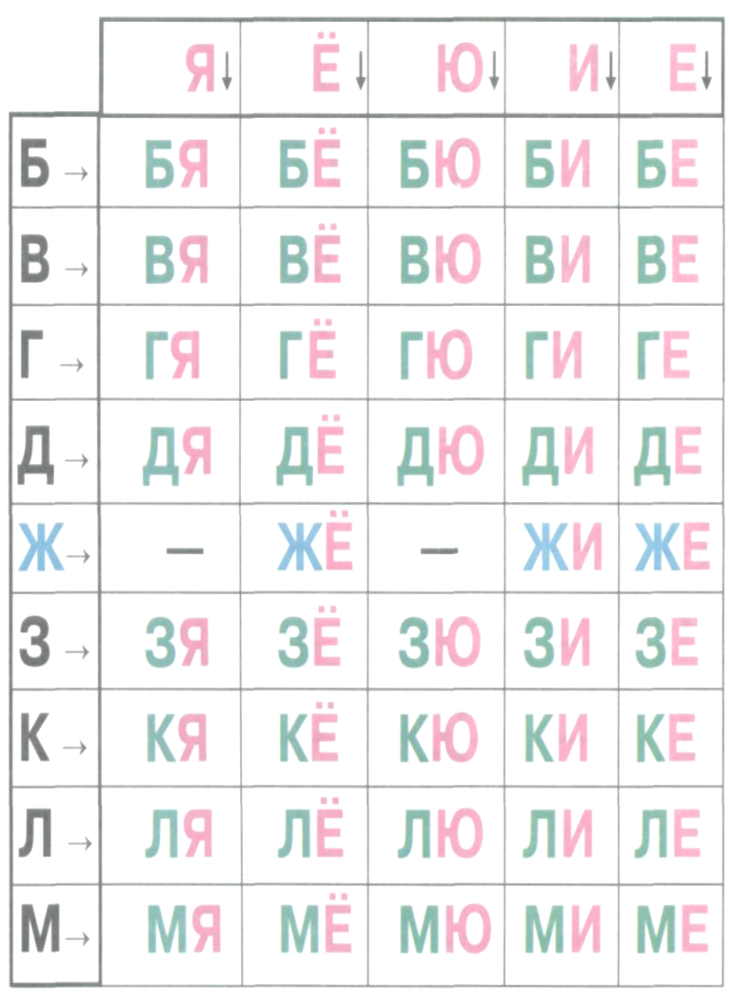 Я↓ Ё↓ Ю↓ И↓ Е↓
Б → БЯ БЁ БЮ БИ БЕ
В → ВЯ ВЁ ВЮ ВИ ВЕ
Г → ГЯ ГЁ ГЮ ГИ ГЕ
Д → ДЯ ДЁ ДЮ ДИ ДЕ
Ж → — ЖЁ — ЖИ ЖЕ
З → ЗЯ ЗЁ ЗЮ ЗИ ЗЕ
К → КЯ КЁ КЮ КИ КЕ
Л → ЛЯ ЛЁ ЛЮ ЛИ ЛЕ
М → МЯ МЁ МЮ МИ МЕ